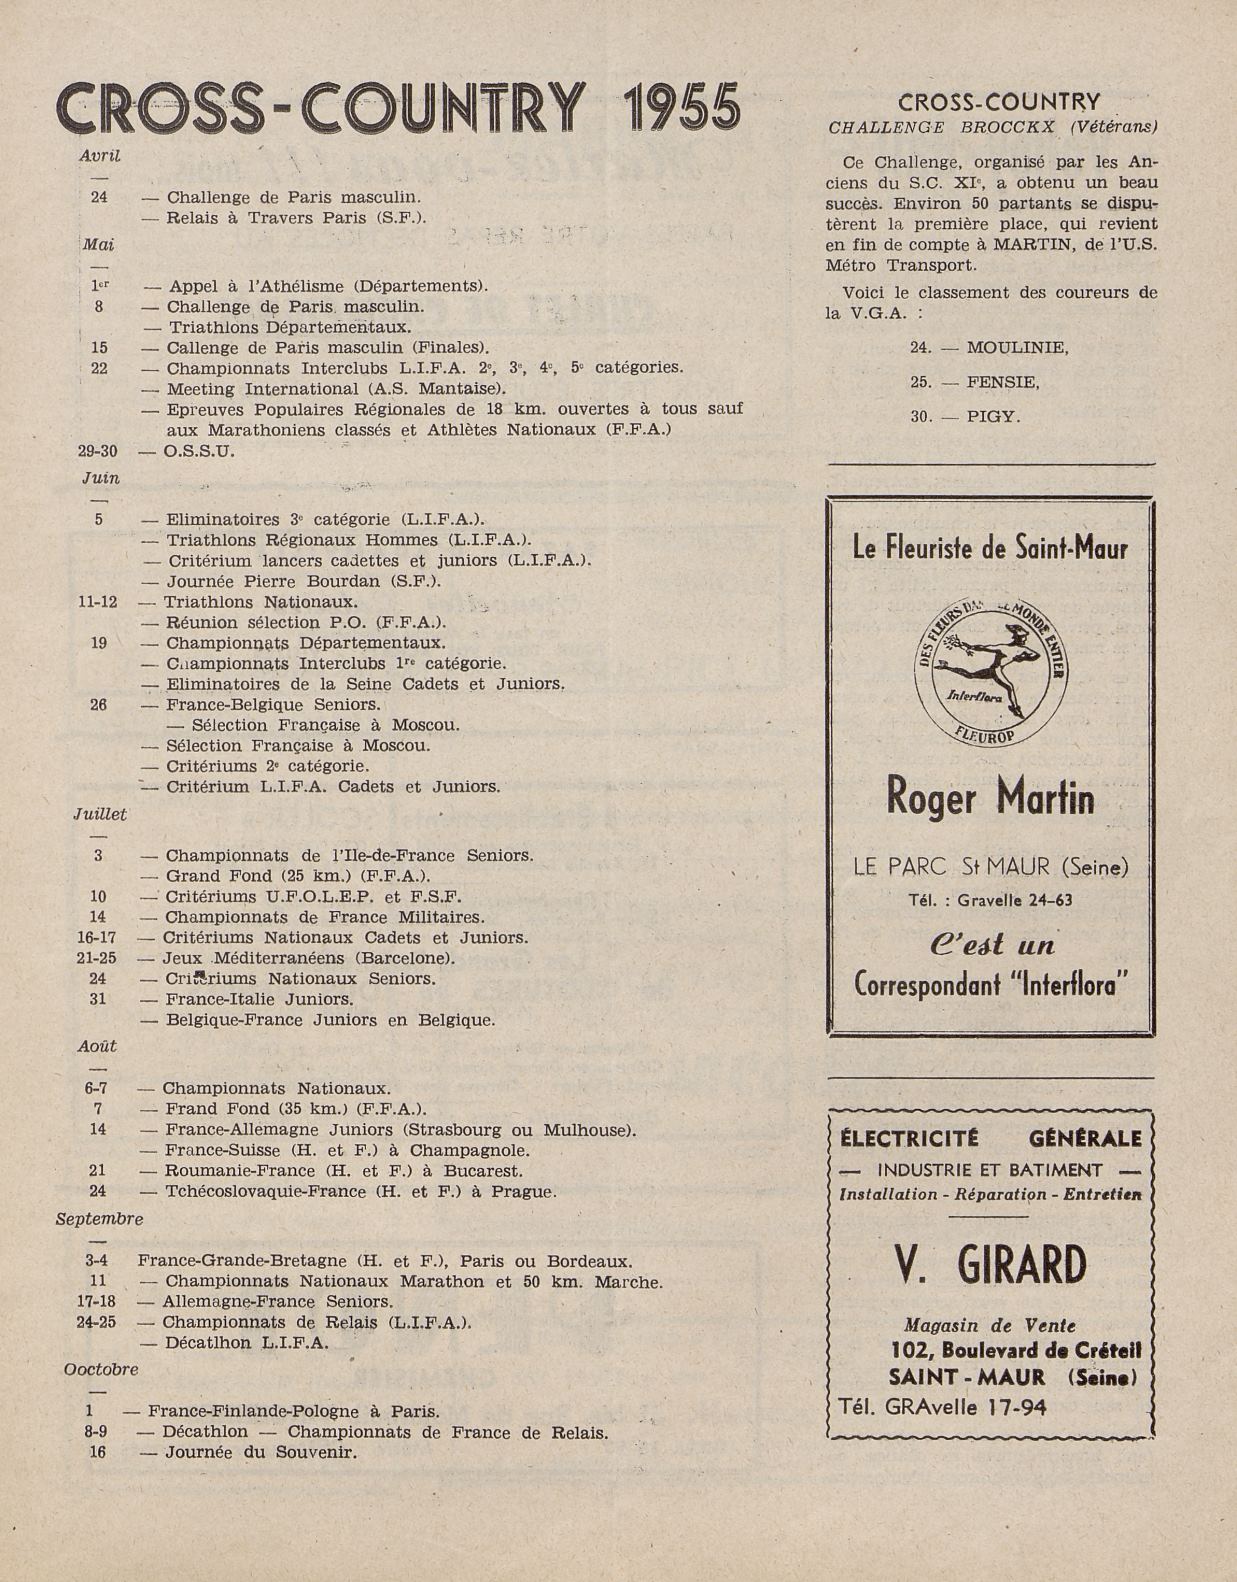 CROSS-COUNTRY 1955
Avril
24 — Challenge de Paris masculin.
— Relais à Travers Paris (S.F.).
Mai
1er — Appel à l'Athélisme (Départements).
8 — Challenge de Paris masculin.
— Triathlons Départementaux.
15 — Callenge de Paris masculin (Finales).
22 — Championnats Interclubs L.I.F.A. 2e, 3e, 4e, 5e catégories.
— Meeting International (A.S. Mantaise).
— Epreuves Populaires Régionales de 18 km. ouvertes à tous sauf
aux Marathoniens classés et Athlètes Nationaux (F.F.A.)
29-30 — O.S.S.U.
Juin
5 — Eliminatoires 3e catégorie (L.I.F.A.).
— Triathlons Régionaux Hommes (L.I.F.A.).
— Critérium lancers cadettes et juniors (L.I.F.A.).
— Journée Pierre Bourdan (S.F.).
11-12 — Triathlons Nationaux.
— Réunion sélection P.O. (F.F.A.).
19 — Championnats Départementaux.
— Championnats Interclubs 1re catégorie.
— Eliminatoires de la Seine Cadets et Juniors.
26 — France-Belgique Seniors.
— Sélection Française à Moscou.
— Sélection Française à Moscou.
— Critériums 2e catégorie.
— Critérium L.I.F.A. Cadets et Juniors.
Juillet
3 — Championnats de l'Ile-de-France Seniors.
— Grand Fond (25 km.) (F.F.A.).
10 — Critériums U.F.O.L.E.P. et F.S.F.
14 — Championnats de France Militaires.
16-17 — Critériums Nationaux Cadets et Juniors.
21-25 — Jeux Méditerranéens (Barcelone).
24 — Critériums Nationaux Seniors.
31 — France-Italie Juniors.
— Belgique-France Juniors en Belgique.
Août
6-7 — Championnats Nationaux.
7 — Frand Fond (35 km.) (F.F.A.).
14 — France-Allemagne Juniors (Strasbourg ou Mulhouse).
— France-Suisse (H. et F.) à Champagnole.
21 — Roumanie-France (H. et F.) à Bucarest.
24 — Tchécoslovaquie-France (H. et F.) à Prague.
Septembre
3-4 France-Grande-Bretagne (H. et F.), Paris ou Bordeaux.
11 — Championnats Nationaux Marathon et 50 km. Marche.
17-18 — Allemagne-France Seniors.
24-25 — Championnats de Relais (L.I.F.A.).
— Décatlhon L.I.F.A.
Ooctobre
1 — France-Finlande-Pologne à Paris.
8-9 — Décathlon — Championnats de France de Relais.
16 — Journée du Souvenir.
CROSS-COUNTRY
CHALLENGE BROCCKX (Vétérans)
Ce Challenge, organisé par les An-
ciens du S.C. XIe, a obtenu un beau
succès. Environ 50 partants se dispu-
tèrent la première place, qui revient
en fin de compte à MARTIN, de l'U.S.
Métro Transport.
Voici le classement des coureurs de
la V.G.A. :
24. — MOULINIE,
25. — FENSIE,
30. — PIGY.
Le Fleuriste de Saint-Maur
DES FLEURS DANS LE MONDE ENTIER
Interflora
FLEUROP
Roger Martin
LE PARC St MAUR (Seine)
Tél. : Gravelle 24-63
C'est un
Correspondant "Interflora"
ÉLECTRICITÉ GÉNÉRALE
— INDUSTRIE ET BATIMENT —
Installation - Réparation - Entretien
V. GIRARD
Magasin de Vente
102, Boulevard de Créteil
SAINT-MAUR (Seine)
Tél. GRAvelle 17-94